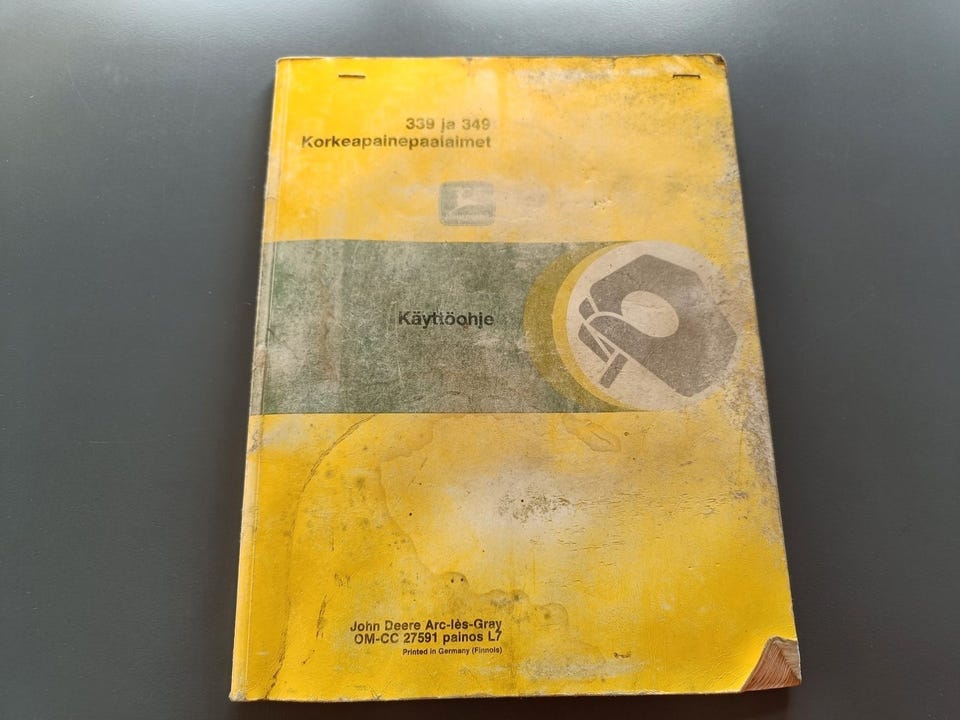 339 ja 349
Korkeapainepaalaimet
Käyttöohje
John Deere Arc-lès-Gray
OM-CC 27591 painos L7
Printed in Germany (Finnois)